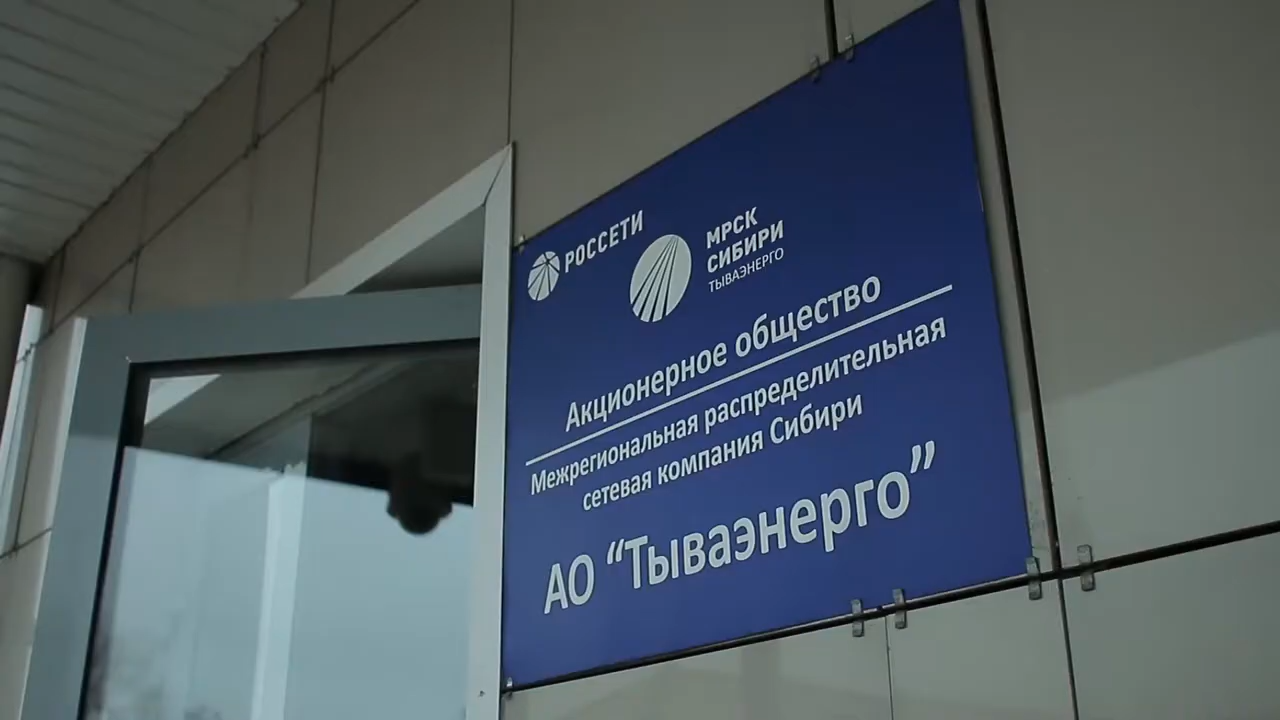 РОССЕТИ
МРСК
СИБИРИ
ТЫВАЭНЕРГО
Акционерное общество
Межрегиональная распределительная
сетевая компания Сибири
АО “Тываэнерго”